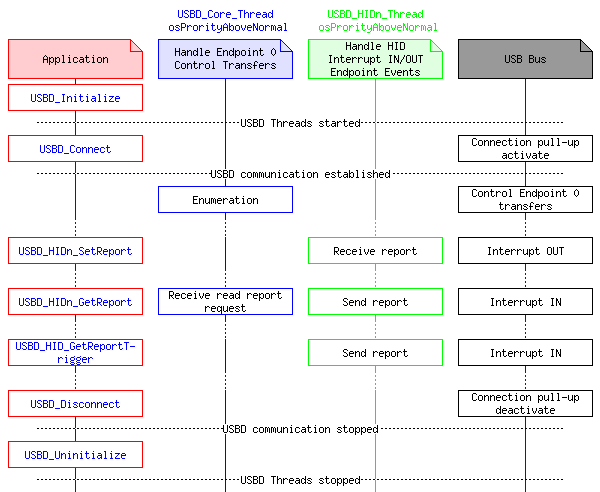 USBD_Core_Thread
osProrityAboveNormal
USBD_HIDn_Thread
osProrityAboveNormal
Application
Handle Endpoint 0
Control Transfers
Handle HID
Interrupt IN/OUT
Endpoint Events
USB Bus
USBD_Initialize
USBD Threads started
USBD_Connect
Connection pull-up
activate
USBD communication established
Enumeration
Control Endpoint 0
transfers
USBD_HIDn_SetReport
Receive report
Interrupt OUT
USBD_HIDn_GetReport
Receive read report
request
Send report
Interrupt IN
USBD_HID_GetReportT-
rigger
Send report
Interrupt IN
USBD_Disconnect
Connection pull-up
deactivate
USBD communication stopped
USBD_Uninitialize
USBD Threads stopped